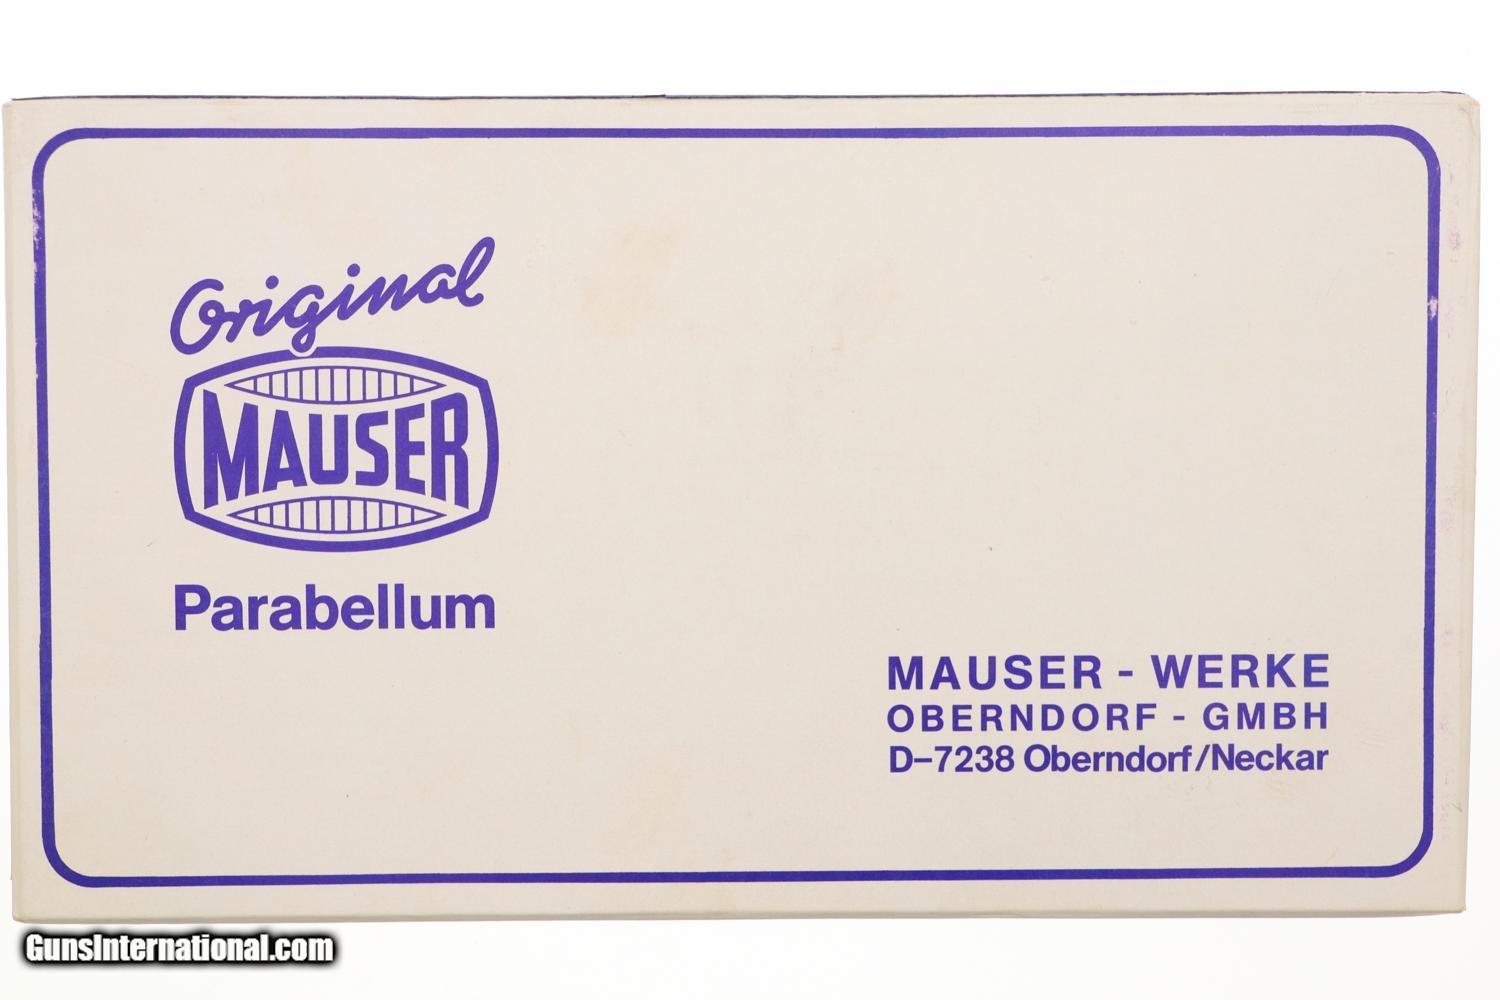 Original
MAUSER
Parabellum
MAUSER - WERKE
OBERNDORF - GMBH
D-7238 Oberndorf/Neckar
GunsInternational.com